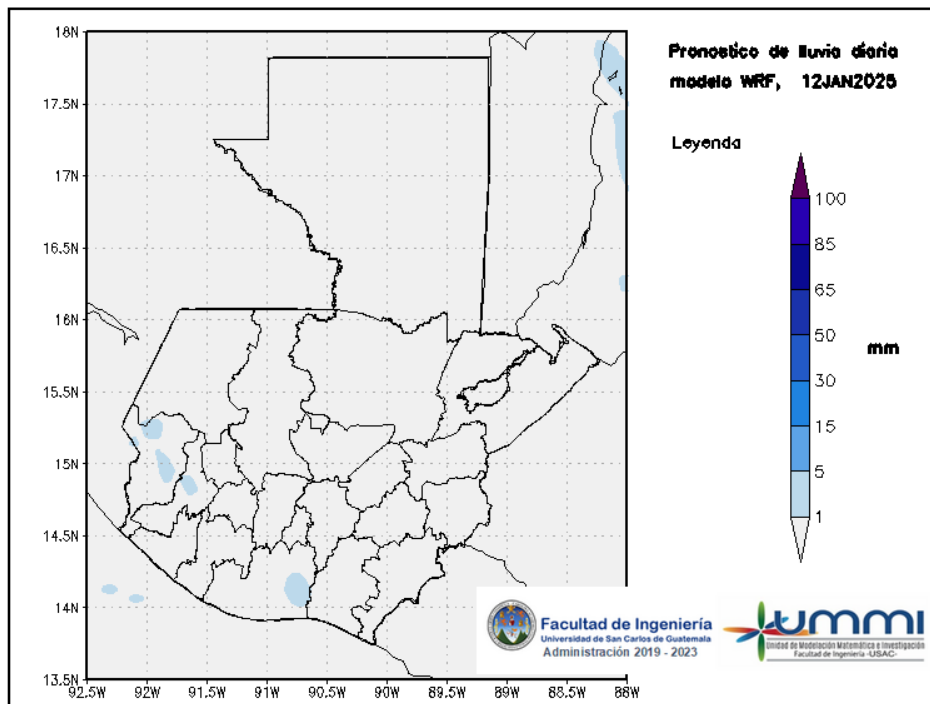 Pronostico de lluvia diaria
modelo WRF, 12JAN2025
Leyenda
100
85
65
50
30
15
5
1
mm
18N
17.5N
17N
16.5N
16N
15.5N
15N
14.5N
14N
13.5N
92.5W
92W
91.5W
91W
90.5W
90W
89.5W
89W
88.5W
88W
Facultad de Ingeniería
Universidad de San Carlos de Guatemala
Administración 2019 - 2023
ummi
Unidad de Modelación Matemática e Investigación
Facultad de Ingeniería -USAC-